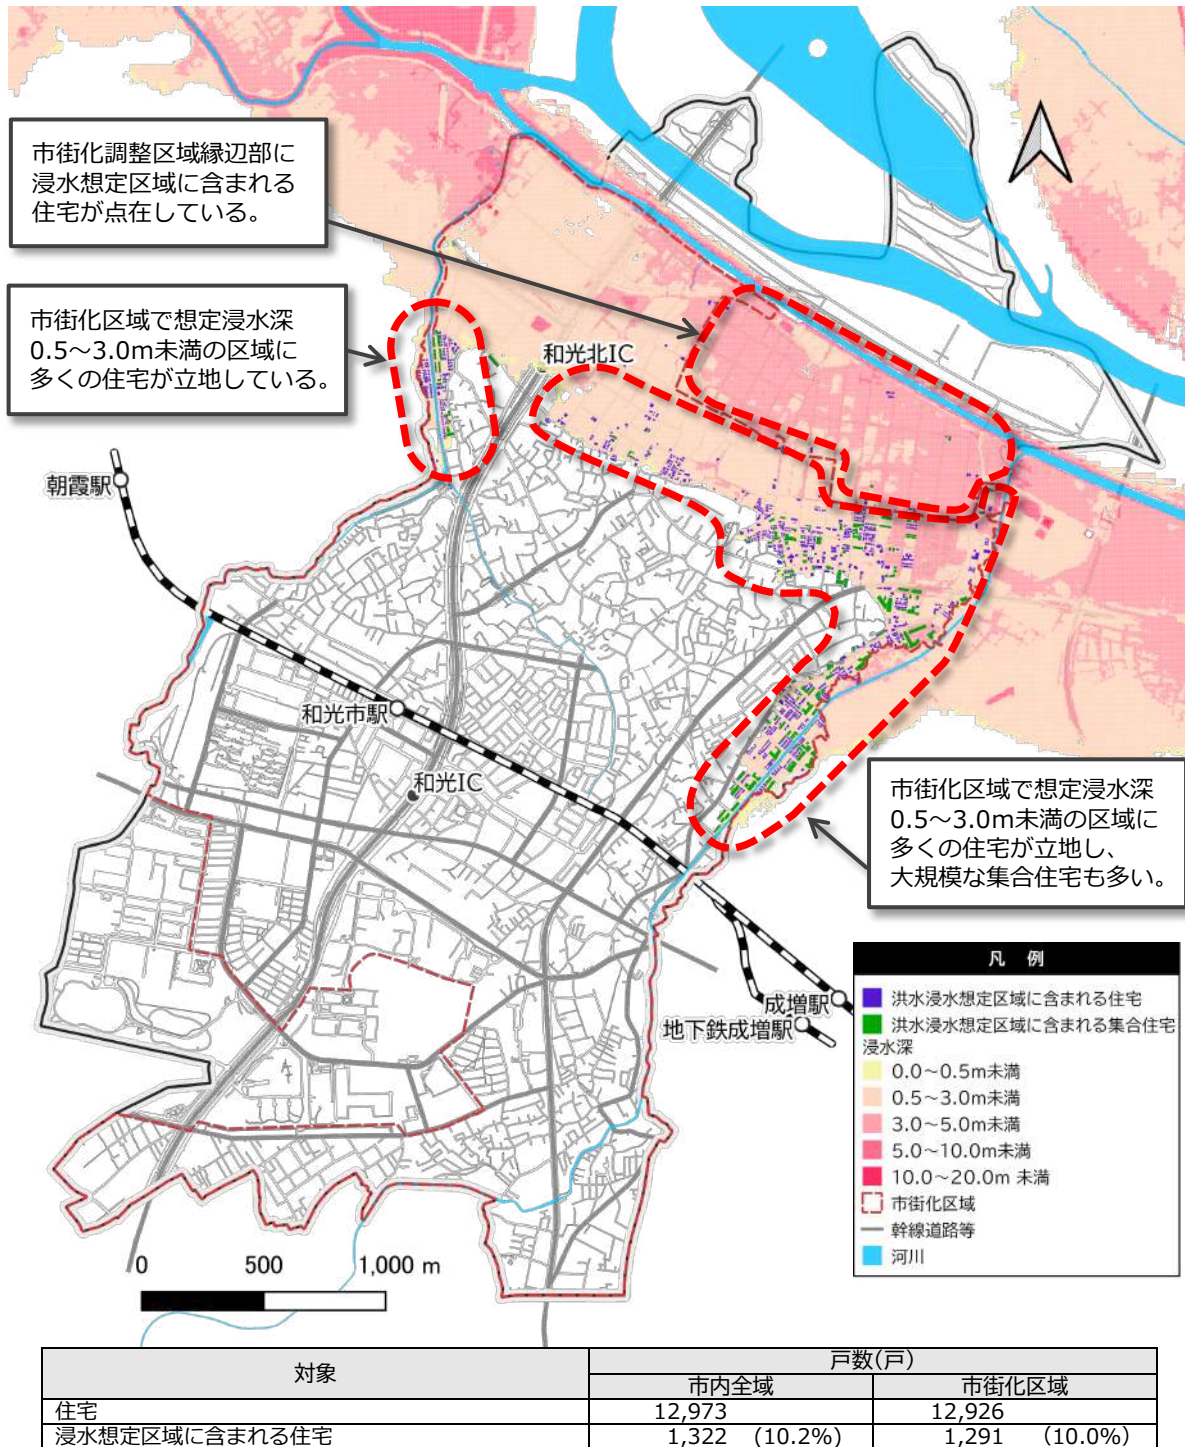 市街化調整区域縁辺部に
浸水想定区域に含まれる
住宅が点在している。
市街化区域で想定浸水深
0.5～3.0m未満の区域に
多くの住宅が立地している。
和光北IC
朝霞駅
和光市駅
和光IC
市街化区域で想定浸水深
0.5～3.0m未満の区域に
多くの住宅が立地し、
大規模な集合住宅も多い。
成増駅
地下鉄成増駅
凡 例
洪水浸水想定区域に含まれる住宅
洪水浸水想定区域に含まれる集合住宅
浸水深
0.0～0.5m未満
0.5～3.0m未満
3.0～5.0m未満
5.0～10.0m未満
10.0～20.0m 未満
市街化区域
幹線道路等
河川
0 500 1,000 m
対象 戸数(戸)
市内全域 市街化区域
住宅 12,973 12,926
浸水想定区域に含まれる住宅 1,322 (10.2%) 1,291 (10.0%)